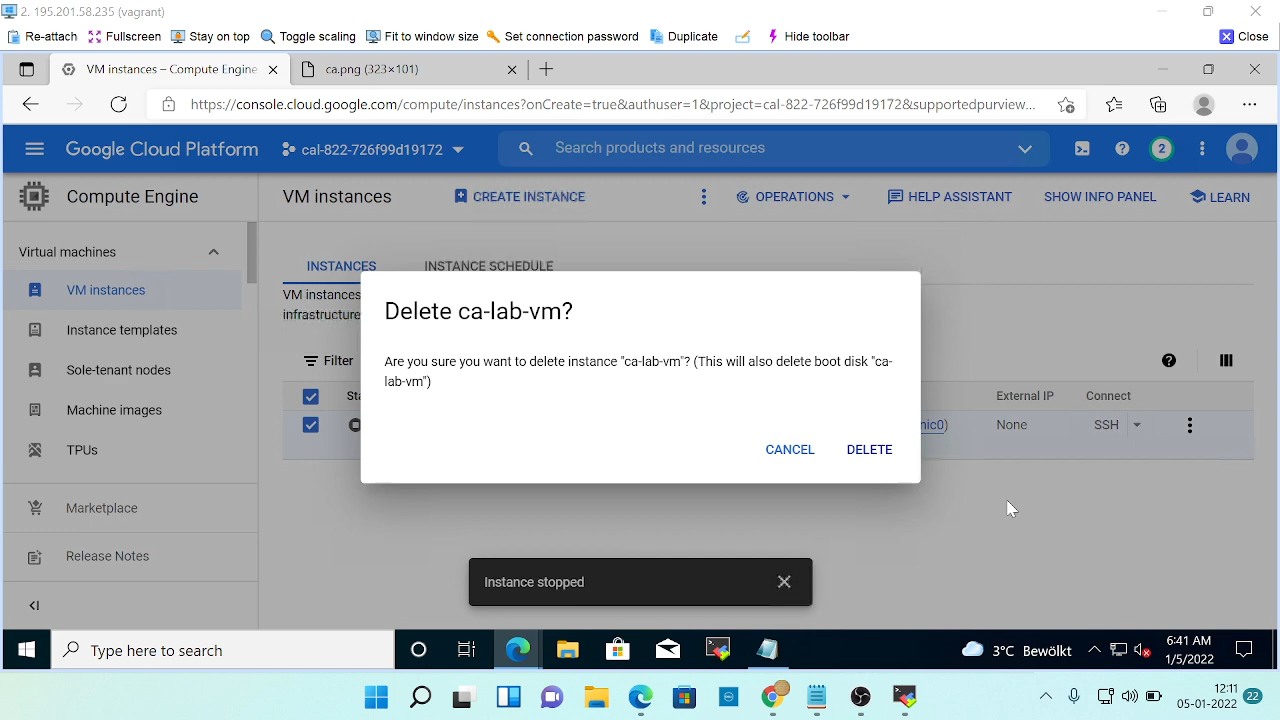 2. 195.201.58.235 (vagrant)
Re-attach Fullscreen Stay on top Toggle scaling Fit to window size Set connection password Duplicate Hide toolbar Close
VM instances – Compute Engine ca.png (323×101)
https://console.cloud.google.com/compute/instances?onCreate=true&authuser=1&project=cal-822-726f99d19172&supportedpurview...
Google Cloud Platform cal-822-726f99d19172 Search products and resources 2
Compute Engine VM instances CREATE INSTANCE OPERATIONS HELP ASSISTANT SHOW INFO PANEL LEARN
Virtual machines
INSTANCES INSTANCE SCHEDULE
VM instances
VM instances
infrastructure
Delete ca-lab-vm?
Instance templates
Filter
Are you sure you want to delete instance "ca-lab-vm"? (This will also delete boot disk "ca-
lab-vm")
Sole-tenant nodes
Sta
External IP Connect
Machine images
nic0) None SSH
TPUs
CANCEL DELETE
Marketplace
Release Notes
Instance stopped
Type here to search
3°C Bewölkt
6:41 AM
1/5/2022
12:11
05-01-2022
22